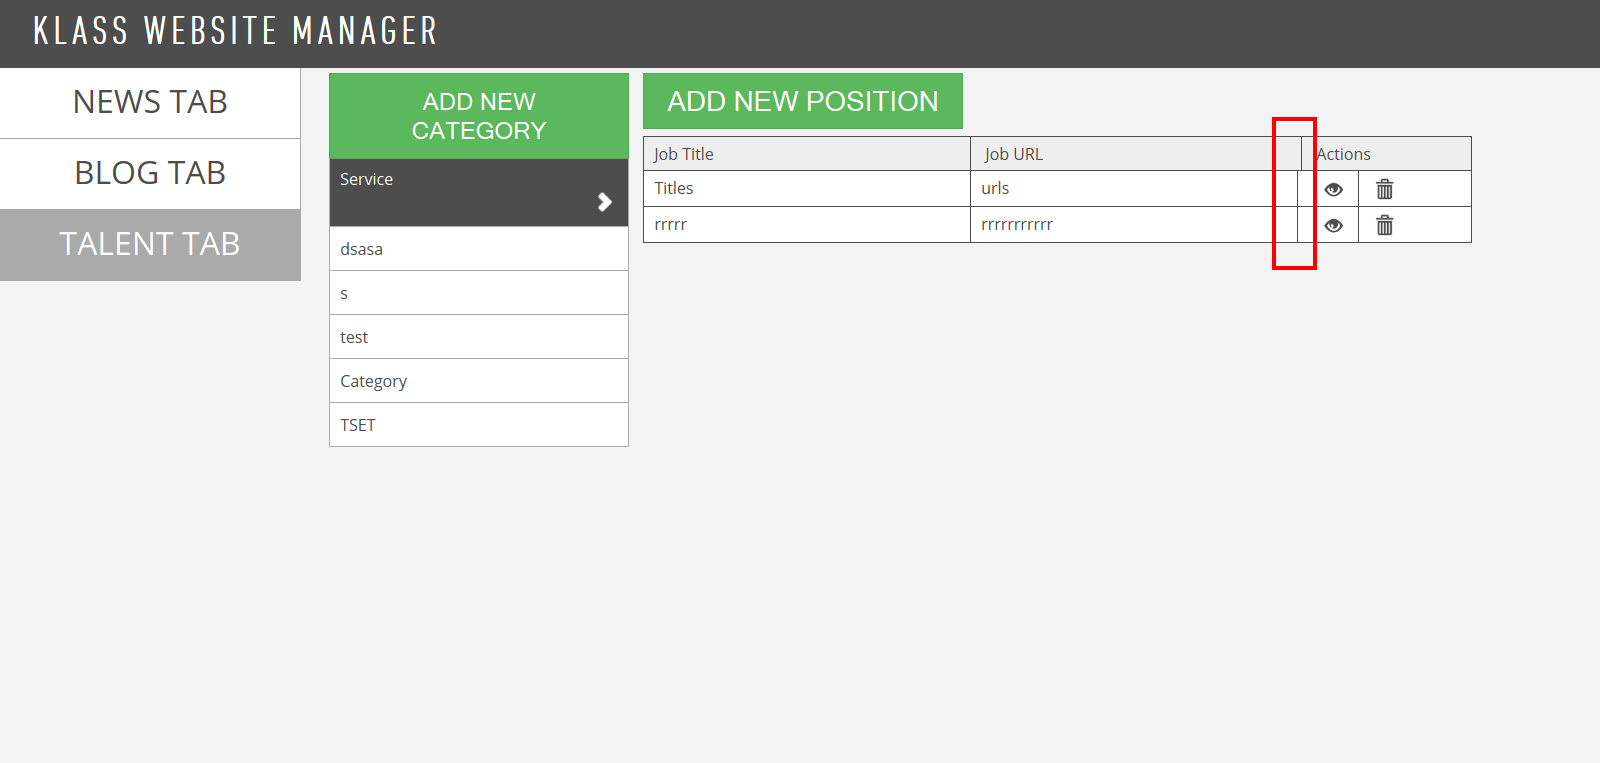 KLASS WEBSITE MANAGER
NEWS TAB
BLOG TAB
TALENT TAB
ADD NEW
CATEGORY
Service
dsasa
s
test
Category
TSET
ADD NEW POSITION
Job Title Job URL Actions
Titles urls
rrrrr rrrrrrrrrrr